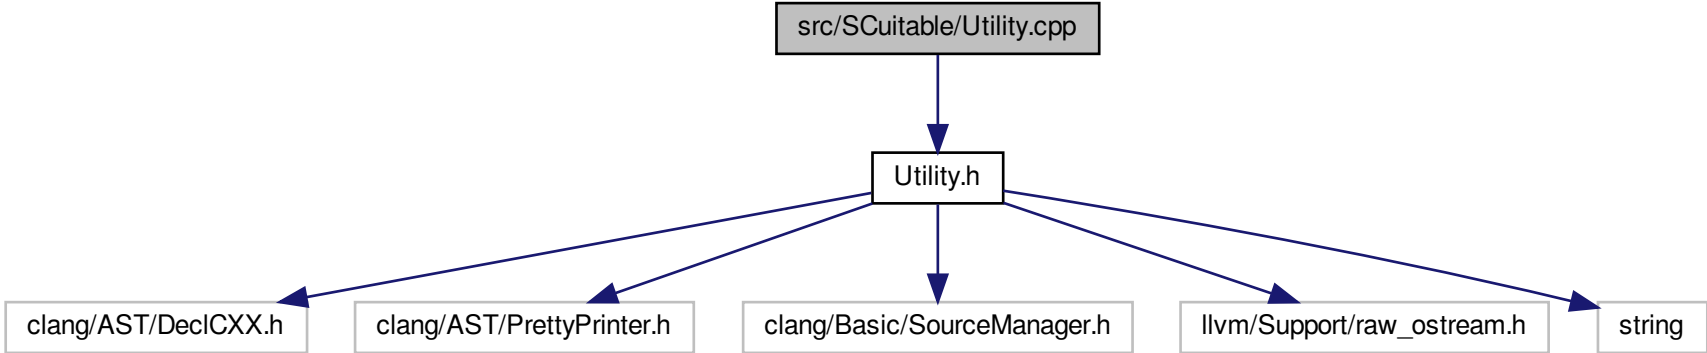 src/SCuitable/Utility.cpp
Utility.h
clang/AST/DeclCXX.h
clang/AST/PrettyPrinter.h
clang/Basic/SourceManager.h
llvm/Support/raw_ostream.h
string